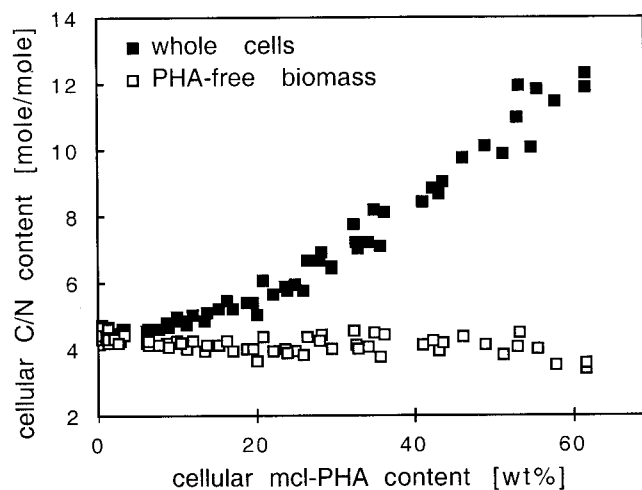 14
12
10
8
6
4
2
0
20
40
60
whole cells
PHA-free biomass
cellular C/N content [mole/mole]
cellular mcl-PHA content [wt%]